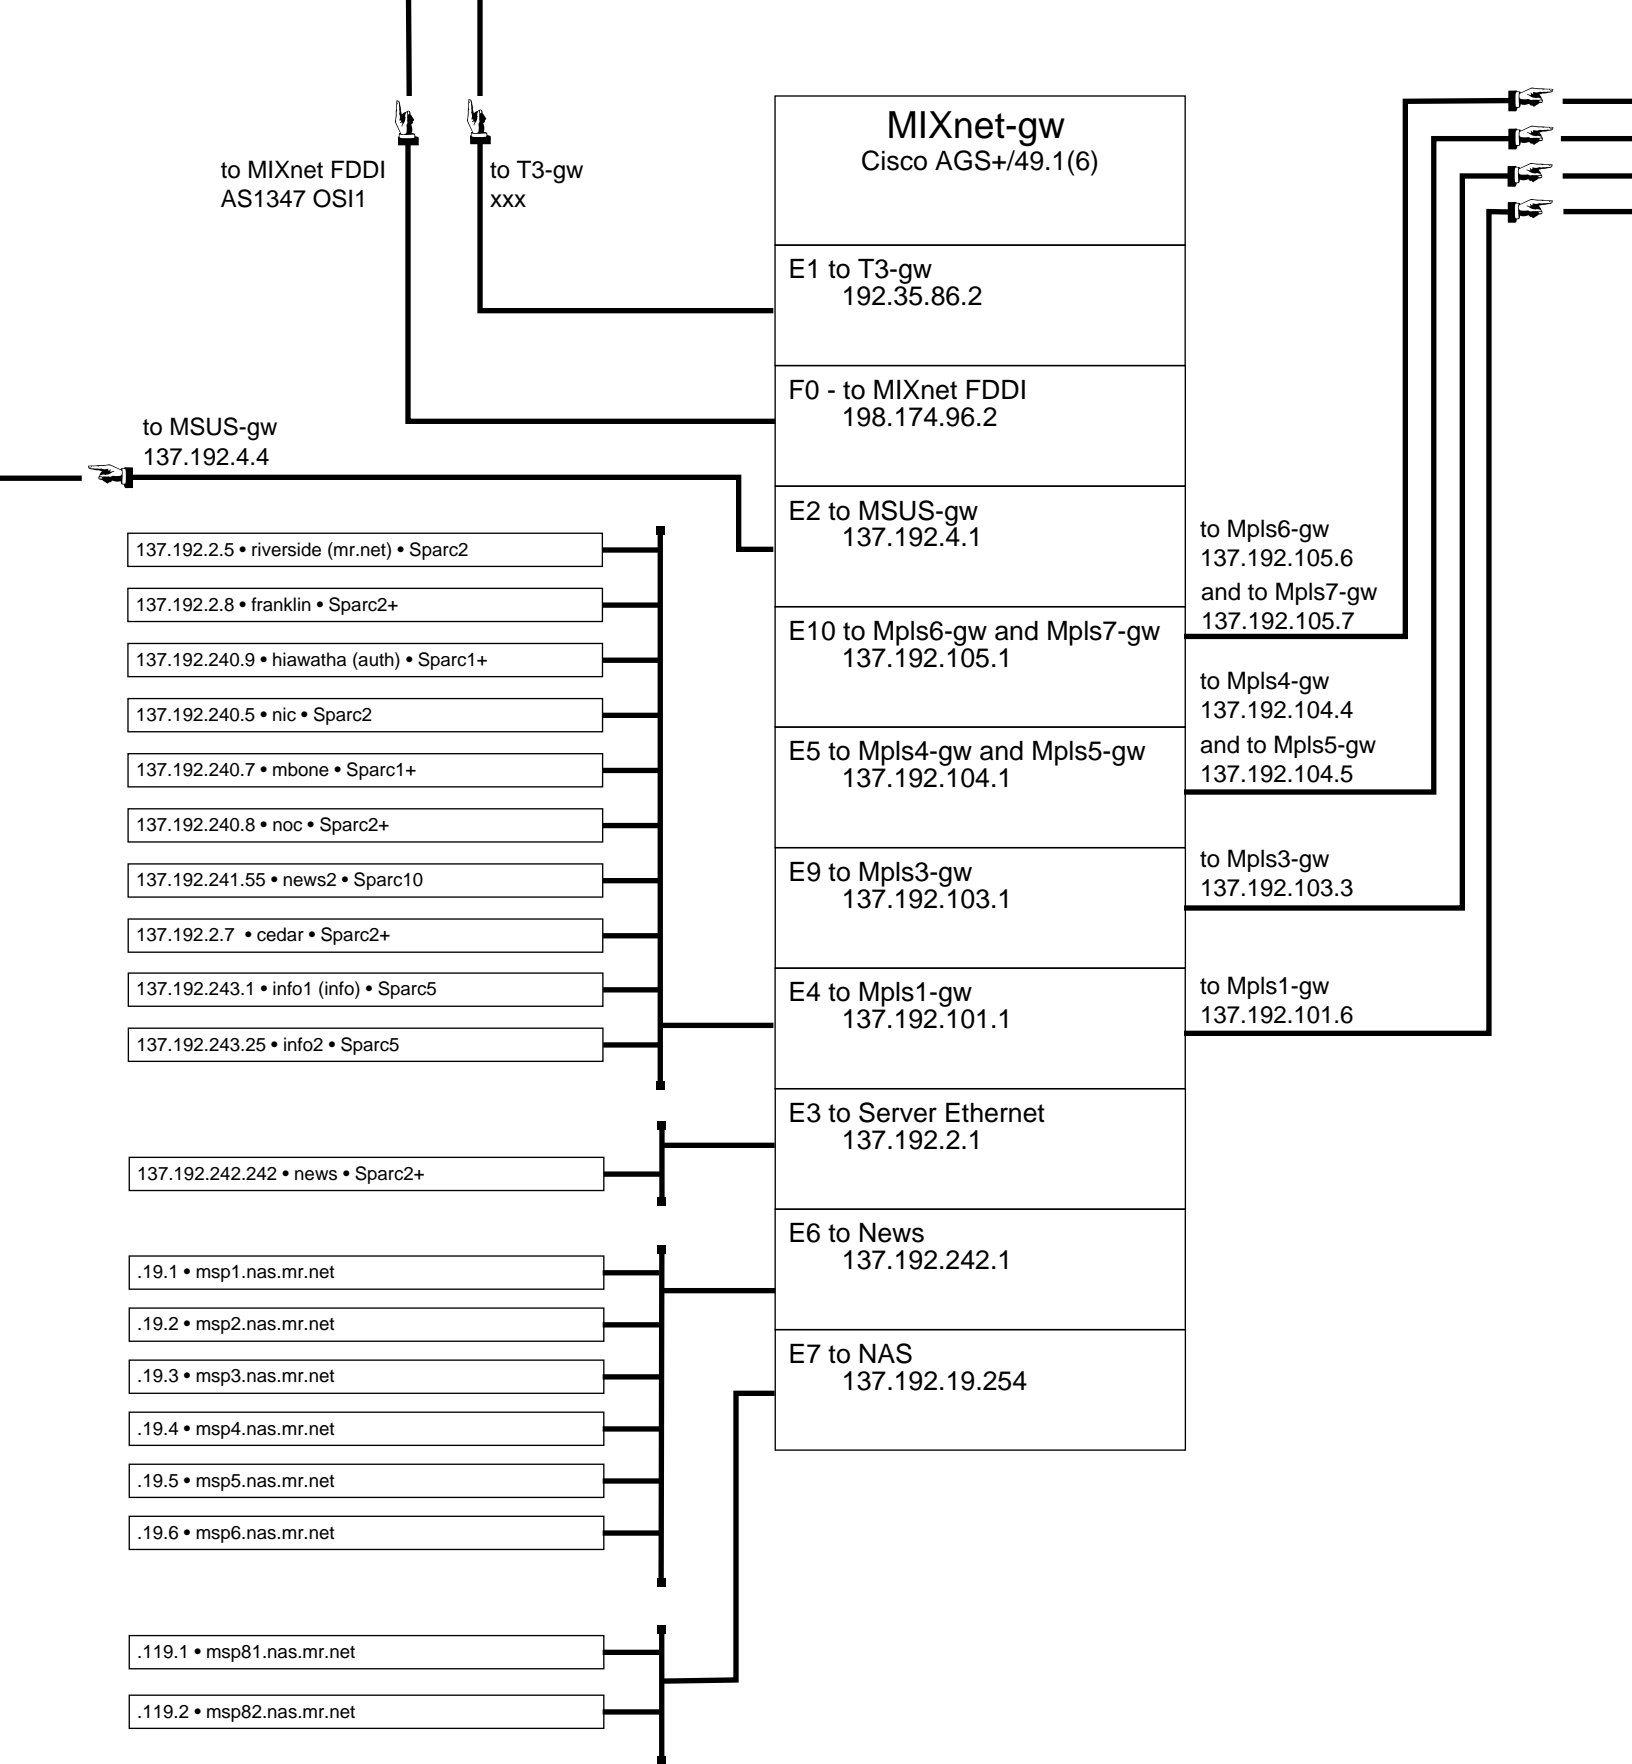 to MIXnet FDDI
AS1347 OSI1
to T3-gw
xxx
to MSUS-gw
137.192.4.4
137.192.2.5 • riverside (mr.net) • Sparc2
137.192.2.8 • franklin • Sparc2+
137.192.240.9 • hiawatha (auth) • Sparc1+
137.192.240.5 • nic • Sparc2
137.192.240.7 • mbone • Sparc1+
137.192.240.8 • noc • Sparc2+
137.192.241.55 • news2 • Sparc10
137.192.2.7 • cedar • Sparc2+
137.192.243.1 • info1 (info) • Sparc5
137.192.243.25 • info2 • Sparc5
137.192.242.242 • news • Sparc2+
.19.1 • msp1.nas.mr.net
.19.2 • msp2.nas.mr.net
.19.3 • msp3.nas.mr.net
.19.4 • msp4.nas.mr.net
.19.5 • msp5.nas.mr.net
.19.6 • msp6.nas.mr.net
.119.1 • msp81.nas.mr.net
.119.2 • msp82.nas.mr.net
MIXnet-gw
Cisco AGS+/49.1(6)
E1 to T3-gw
192.35.86.2
F0 - to MIXnet FDDI
198.174.96.2
E2 to MSUS-gw
137.192.4.1
E10 to Mpls6-gw and Mpls7-gw
137.192.105.1
E5 to Mpls4-gw and Mpls5-gw
137.192.104.1
E9 to Mpls3-gw
137.192.103.1
E4 to Mpls1-gw
137.192.101.1
E3 to Server Ethernet
137.192.2.1
E6 to News
137.192.242.1
E7 to NAS
137.192.19.254
to Mpls6-gw
137.192.105.6
and to Mpls7-gw
137.192.105.7
to Mpls4-gw
137.192.104.4
and to Mpls5-gw
137.192.104.5
to Mpls3-gw
137.192.103.3
to Mpls1-gw
137.192.101.6